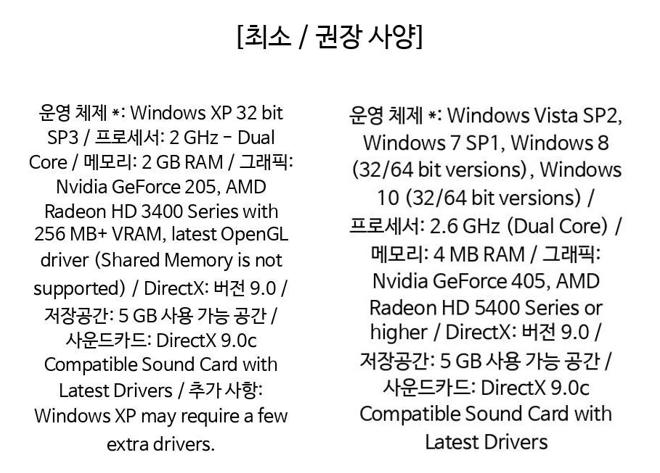 [최소 / 권장 사양]
운영 체제 *: Windows XP 32 bit
SP3 / 프로세서: 2 GHz – Dual
Core / 메모리: 2 GB RAM / 그래픽:
Nvidia GeForce 205, AMD
Radeon HD 3400 Series with
256 MB+ VRAM, latest OpenGL
driver (Shared Memory is not
supported) / DirectX: 버전 9.0 /
저장공간: 5 GB 사용 가능 공간 /
사운드카드: DirectX 9.0c
Compatible Sound Card with
Latest Drivers / 추가 사항:
Windows XP may require a few
extra drivers.
운영 체제 *: Windows Vista SP2,
Windows 7 SP1, Windows 8
(32/64 bit versions), Windows
10 (32/64 bit versions) /
프로세서: 2.6 GHz (Dual Core) /
메모리: 4 MB RAM / 그래픽:
Nvidia GeForce 405, AMD
Radeon HD 5400 Series or
higher / DirectX: 버전 9.0 /
저장공간: 5 GB 사용 가능 공간 /
사운드카드: DirectX 9.0c
Compatible Sound Card with
Latest Drivers